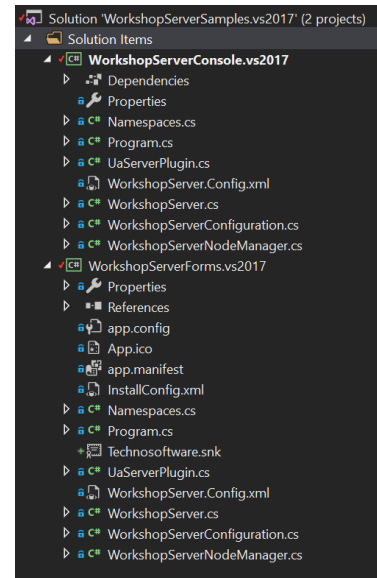 Solution 'WorkshopServerSamples.vs2017' (2 projects)
Solution Items
C# WorkshopServerConsole.vs2017
Dependencies
Properties
C# Namespaces.cs
C# Program.cs
C# UaServerPlugin.cs
WorkshopServer.Config.xml
C# WorkshopServer.cs
C# WorkshopServerConfiguration.cs
C# WorkshopServerNodeManager.cs
C# WorkshopServerForms.vs2017
Properties
References
app.config
App.ico
app.manifest
InstallConfig.xml
C# Namespaces.cs
C# Program.cs
Technosoftware.snk
C# UaServerPlugin.cs
WorkshopServer.Config.xml
C# WorkshopServer.cs
C# WorkshopServerConfiguration.cs
C# WorkshopServerNodeManager.cs